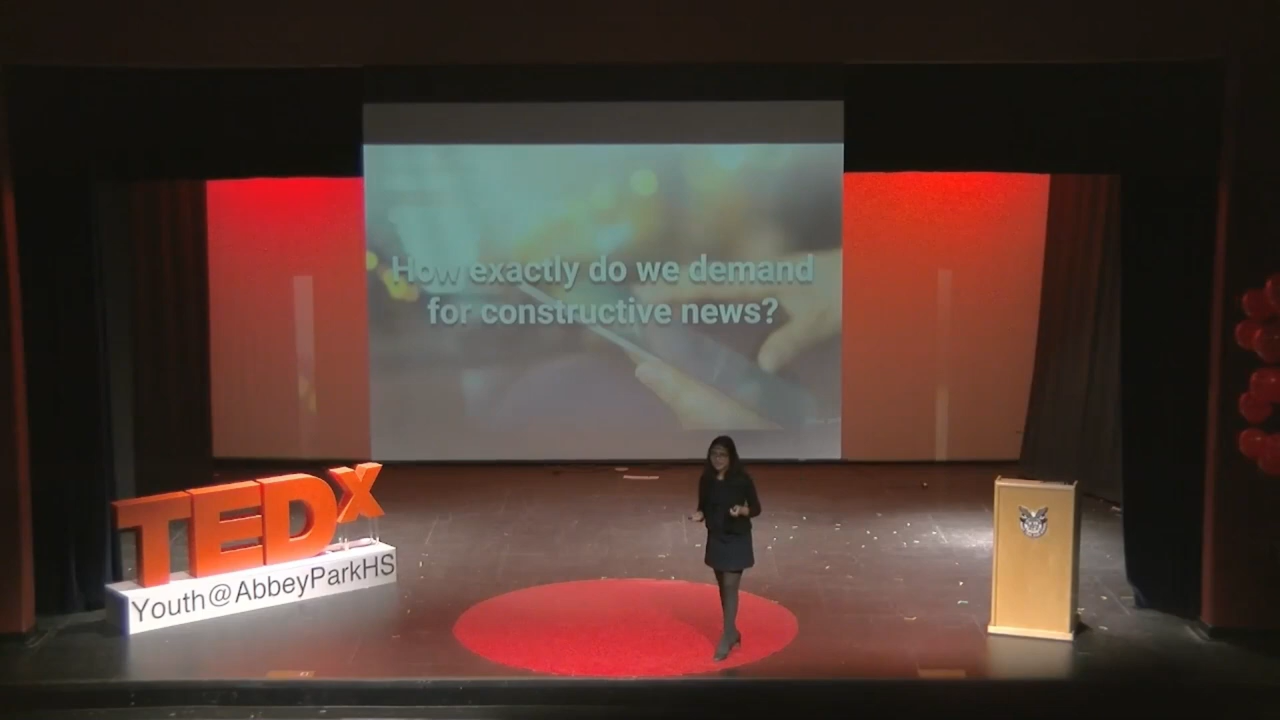 How exactly do we demand
for constructive news?
TEDx
Youth@AbbeyParkHS